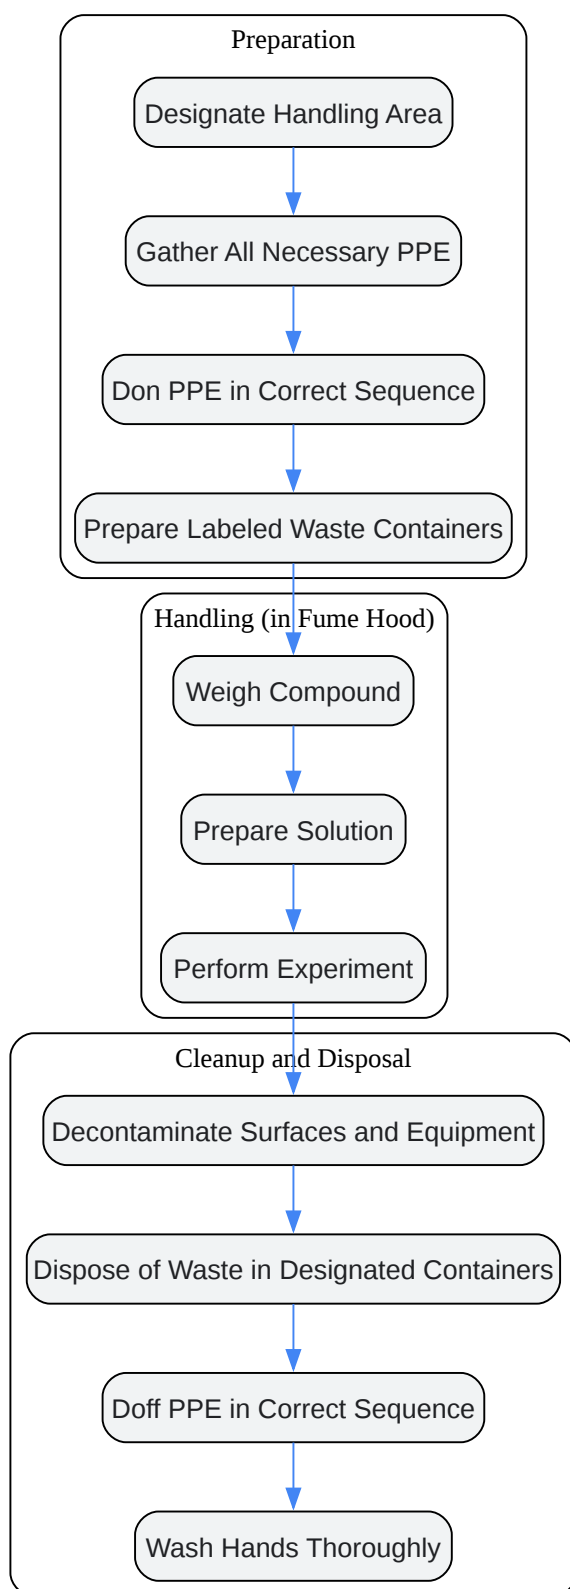 Preparation
Designate Handling Area
Gather All Necessary PPE
Don PPE in Correct Sequence
Prepare Labeled Waste Containers
Handling (in Fume Hood)
Weigh Compound
Prepare Solution
Perform Experiment
Cleanup and Disposal
Decontaminate Surfaces and Equipment
Dispose of Waste in Designated Containers
Doff PPE in Correct Sequence
Wash Hands Thoroughly